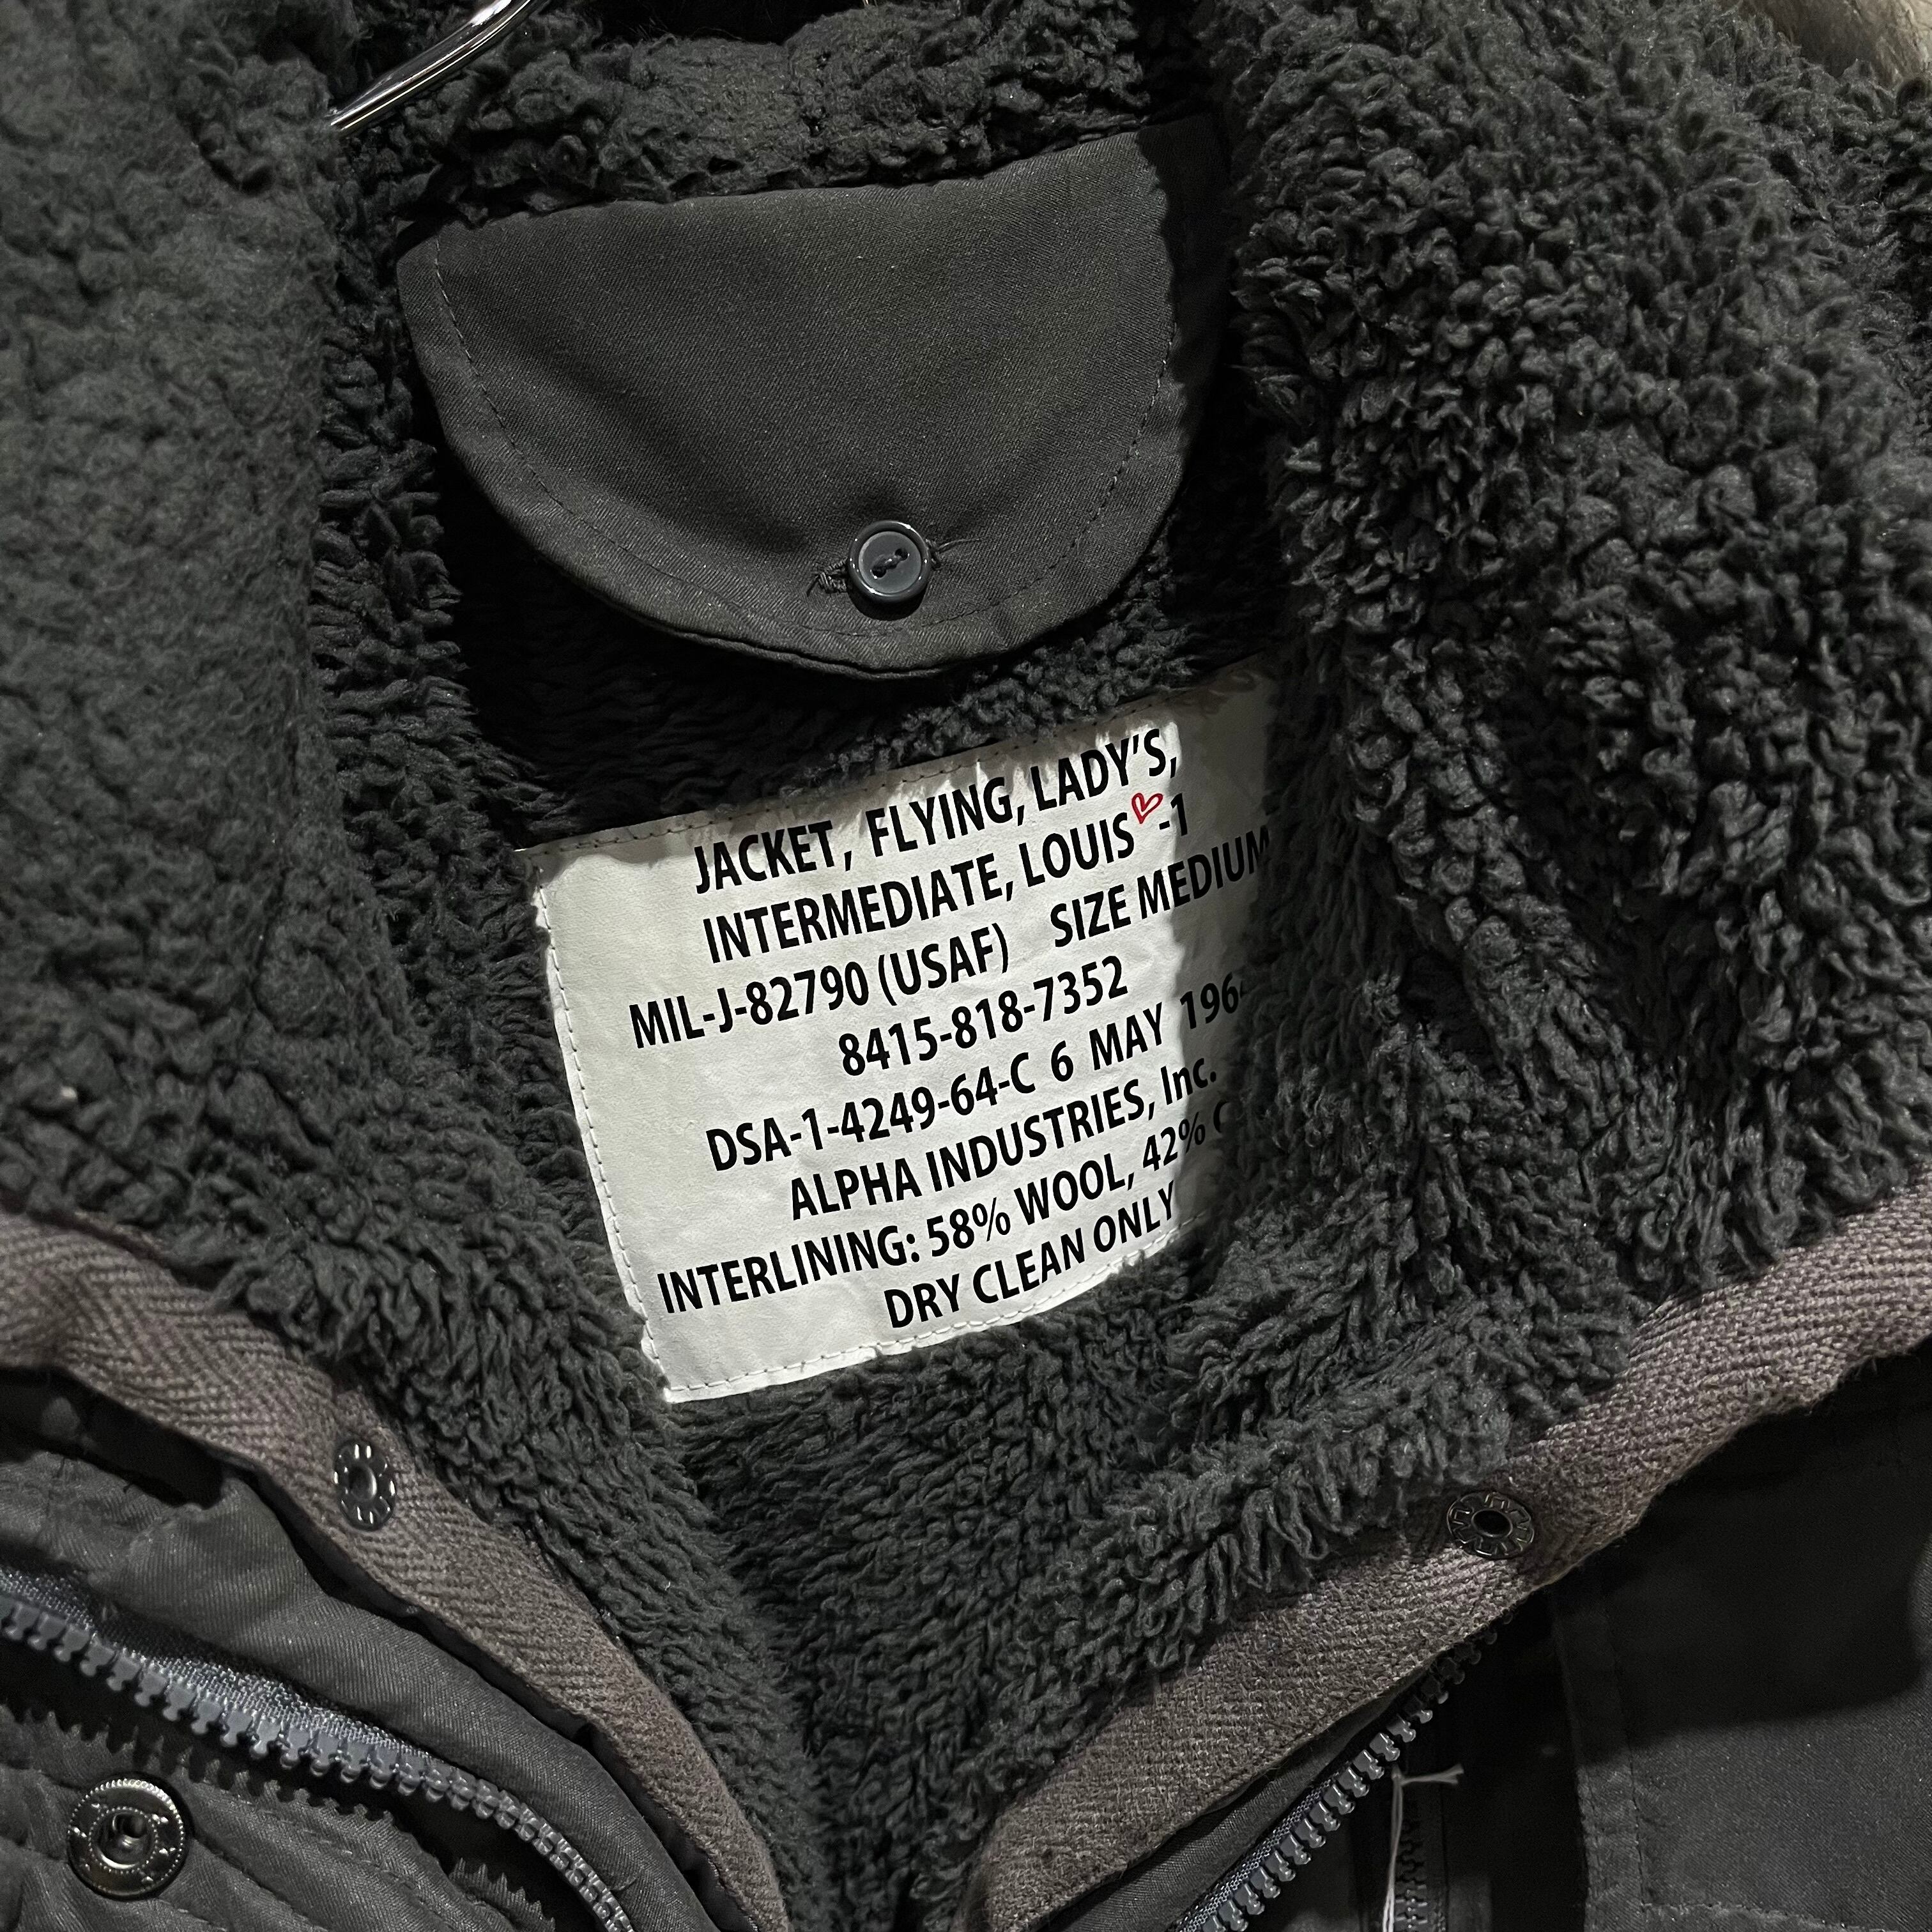 JACKET, FLYING, LADY'S,
INTERMEDIATE, LOUIS♡-1
MIL-J-82790 (USAF) SIZE MEDIUM
8415-818-7352
DSA-1-4249-64-C 6 MAY
ALPHA INDUSTRIES, Inc.
INTERLINING: 58% WOOL, 42%
DRY CLEAN ONLY